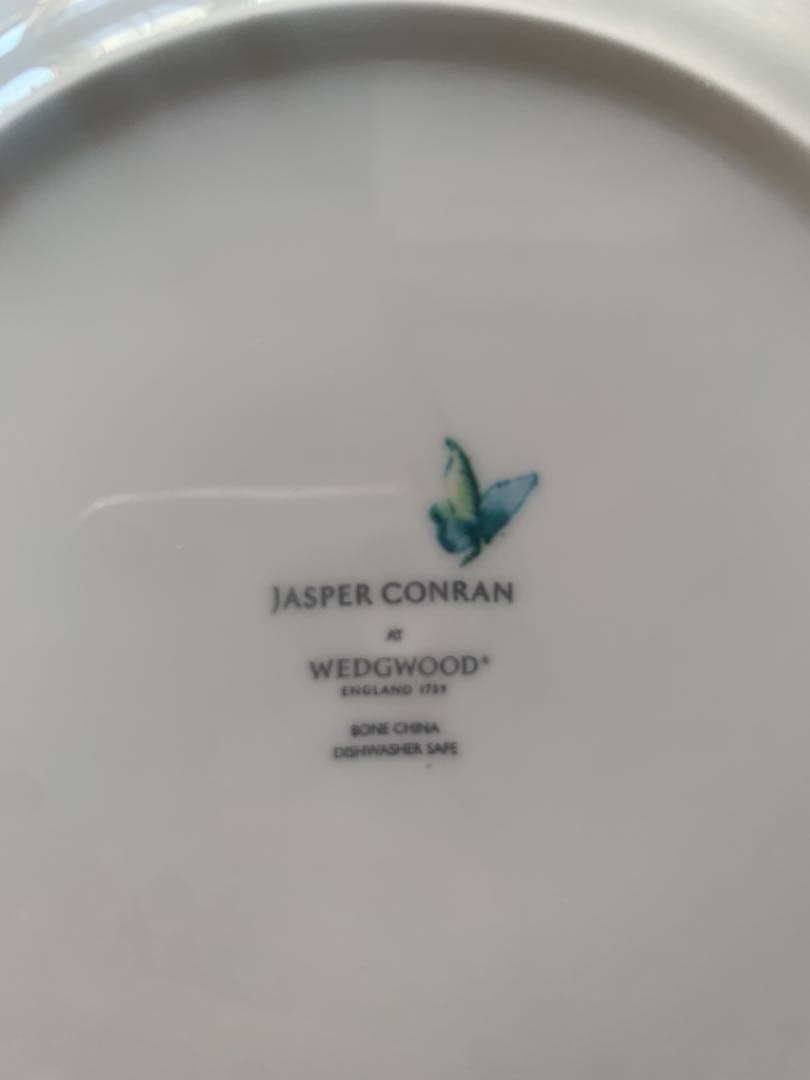 JASPER CONRAN
AT
WEDGWOOD®
ENGLAND 1759
BONE CHINA
DISHWASHER SAFE